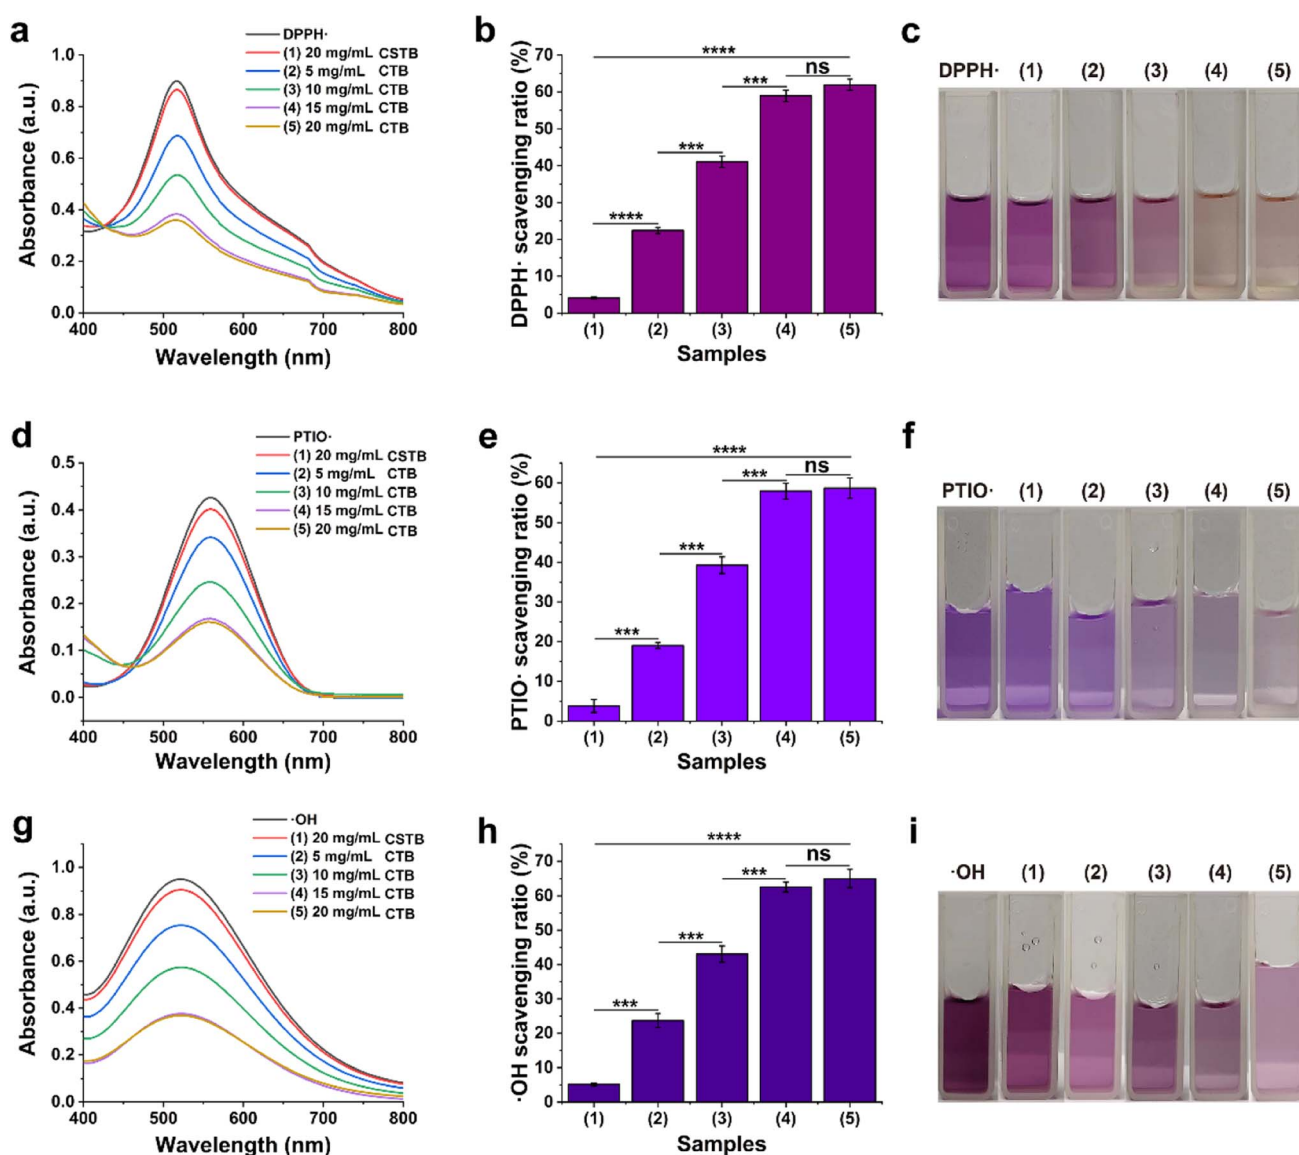 a
DPPH·
(1) 20 mg/mL CSTB
(2) 5 mg/mL CTB
(3) 10 mg/mL CTB
(4) 15 mg/mL CTB
(5) 20 mg/mL CTB
Absorbance (a.u.)
1.0
0.8
0.6
0.4
0.2
0.0
400 500 600 700 800
Wavelength (nm)
b
DPPH· scavenging ratio (%)
70
60
50
40
30
20
10
0
****
ns
***
***
****
(1) (2) (3) (4) (5)
Samples
c
DPPH· (1) (2) (3) (4) (5)
d
PTIO·
(1) 20 mg/mL CSTB
(2) 5 mg/mL CTB
(3) 10 mg/mL CTB
(4) 15 mg/mL CTB
(5) 20 mg/mL CTB
Absorbance (a.u.)
0.5
0.4
0.3
0.2
0.1
0.0
400 500 600 700 800
Wavelength (nm)
e
PTIO· scavenging ratio (%)
60
50
40
30
20
10
0
****
ns
***
***
***
(1) (2) (3) (4) (5)
Samples
f
PTIO· (1) (2) (3) (4) (5)
g
·OH
(1) 20 mg/mL CSTB
(2) 5 mg/mL CTB
(3) 10 mg/mL CTB
(4) 15 mg/mL CTB
(5) 20 mg/mL CTB
Absorbance (a.u.)
1.0
0.8
0.6
0.4
0.2
0.0
400 500 600 700 800
Wavelength (nm)
h
·OH scavenging ratio (%)
70
60
50
40
30
20
10
0
****
ns
***
***
***
(1) (2) (3) (4) (5)
Samples
i
·OH (1) (2) (3) (4) (5)